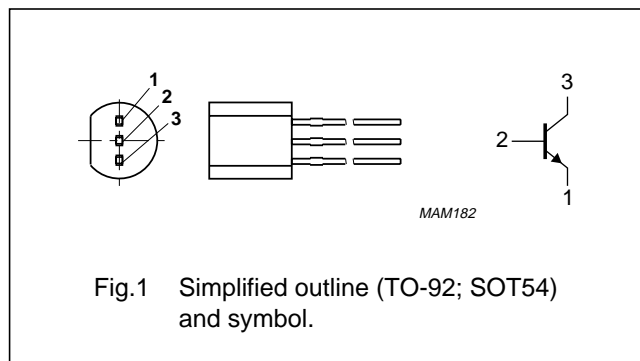 1
2
3
3
2
1
MAM182
Fig.1 Simplified outline (TO-92; SOT54)
and symbol.